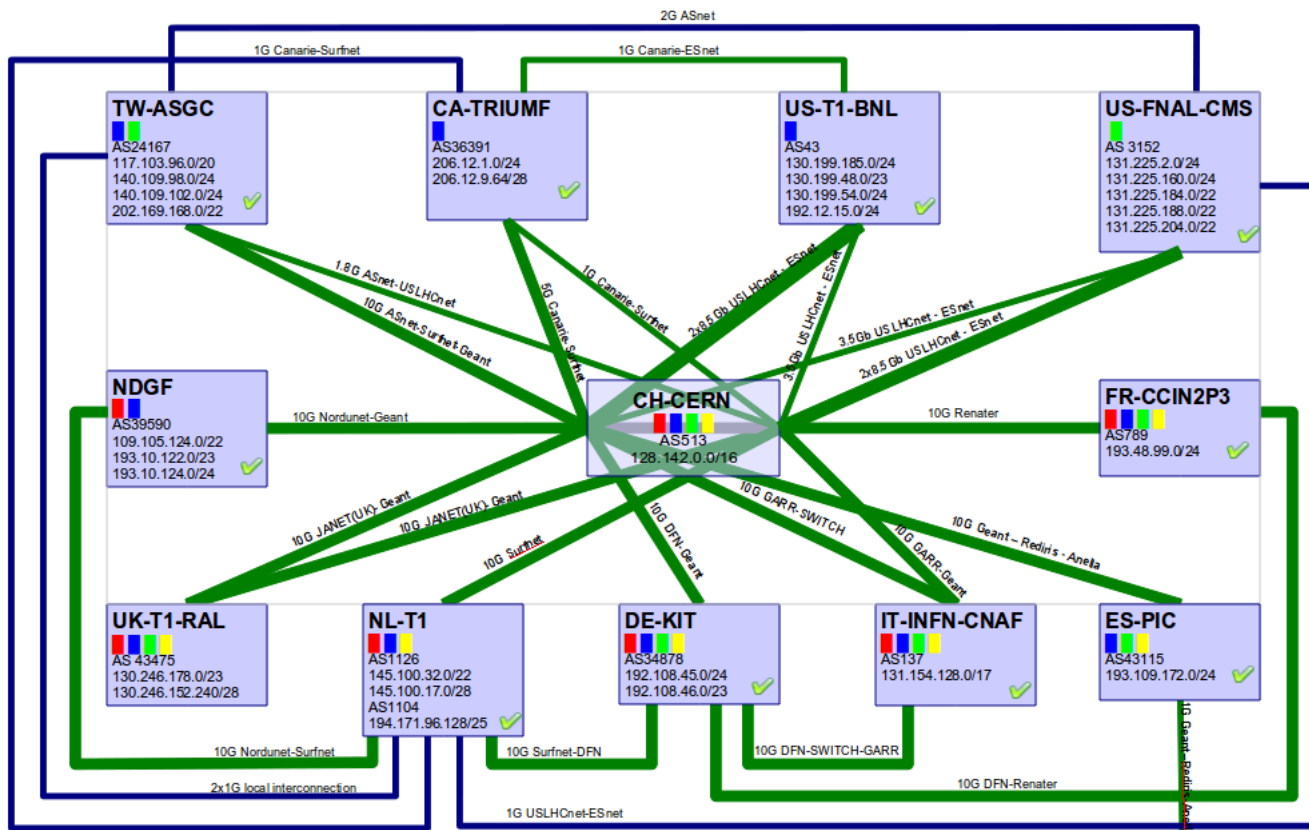 2G ASnet
1G Canarie-Surfnet
1G Canarie-ESnet
TW-ASGC
AS24167
117.103.96.0/20
140.109.98.0/24
140.109.102.0/24
202.169.168.0/22
CA-TRIUMF
AS36391
206.12.1.0/24
206.12.9.64/28
US-T1-BNL
AS43
130.199.185.0/24
130.199.48.0/23
130.199.54.0/24
192.12.15.0/24
US-FNAL-CMS
AS 3152
131.225.2.0/24
131.225.160.0/24
131.225.184.0/22
131.225.188.0/22
131.225.204.0/22
1.8G ASnet-USLHCnet
10G ASnet-Surfnet-Geant
5G Canarie-Surfnet
1G Canarie-Surfnet
2x8.5Gb USLHCnet - ESnet
3.5Gb USLHCnet - ESnet
3.5Gb USLHCnet - ESnet
2x8.5Gb USLHCnet - ESnet
NDGF
AS39590
109.105.124.0/22
193.10.122.0/23
193.10.124.0/24
10G Nordunet-Geant
CH-CERN
AS513
128.142.0.0/16
10G Renater
FR-CCIN2P3
AS789
193.48.99.0/24
10G JANET(UK)- Geant
10G JANET(UK)- Geant
10G Surfnet
10G DFN-Geant
10G GARR-SWITCH
10G GARR-Geant
10G Geant – Rediris - Anella
UK-T1-RAL
AS 43475
130.246.178.0/23
130.246.152.240/28
NL-T1
AS1126
145.100.32.0/22
145.100.17.0/28
AS1104
194.171.96.128/25
DE-KIT
AS34878
192.108.45.0/24
192.108.46.0/23
IT-INFN-CNAF
AS137
131.154.128.0/17
ES-PIC
AS43115
193.109.172.0/24
10G Nordunet-Surfnet
10G Surfnet-DFN
10G DFN-SWITCH-GARR
10G DFN-Renater
2x1G local interconnection
1G USLHCnet-ESnet
1G Geant–Rediris-Anell